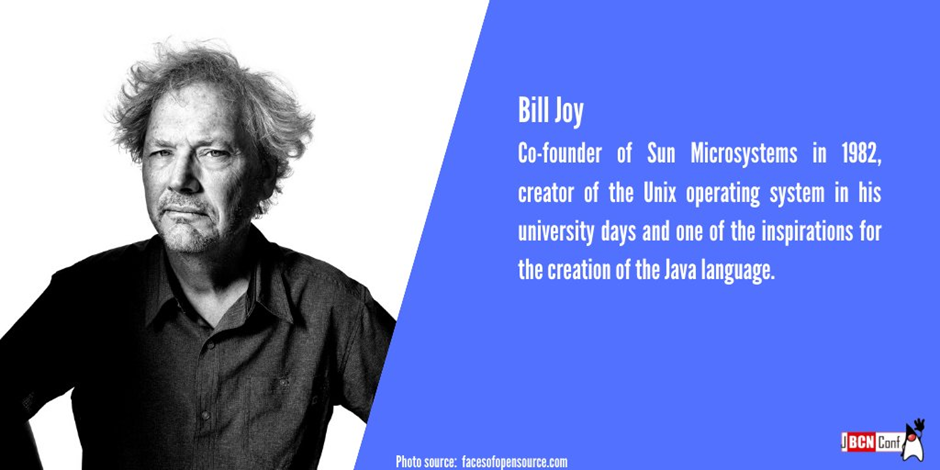 Bill Joy
Co-founder of Sun Microsystems in 1982,
creator of the Unix operating system in his
university days and one of the inspirations for
the creation of the Java language.
JBCNConf
Photo source: facesofopensource.com